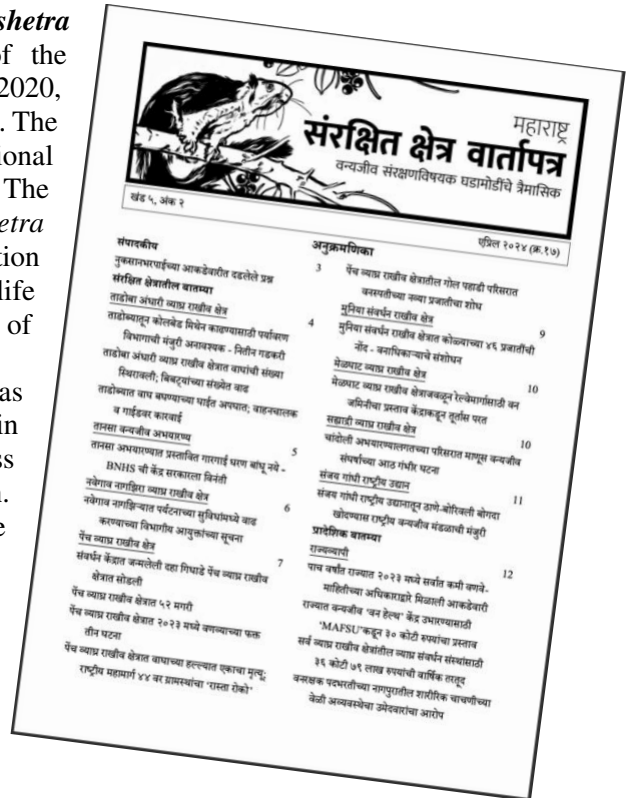 shetra
of the
2020,
. The
ional
The
etra
tion
life
of
as
in
ss
n.
e
महाराष्ट्र
संरक्षित क्षेत्र वार्तापत्र
वन्यजीव संरक्षणविषयक घडामोडींचे त्रैमासिक
खंड ५, अंक २
एप्रिल २०२४ (क्र.१७)
अनुक्रमणिका
संपादकीय
नुकसानभरपाईच्या आकडेवारीत दडलेले प्रश्न 3
संरक्षित क्षेत्रातील बातम्या
ताडोबा अंधारी व्याघ्र राखीव क्षेत्र 4
ताडोब्यातून कोलबेड मिथेन काढण्यासाठी पर्यावरण
विभागाची मंजुरी अनावश्यक - नितीन गडकरी
ताडोबा अंधारी व्याघ्र राखीव क्षेत्रात वाघांची संख्या
स्थिरावली; बिबट्यांच्या संख्येत वाढ
ताडोब्यात वाघ बघण्याच्या घाईत अपघात; वाहनचालक
व गाईडवर कारवाई
तानसा वन्यजीव अभयारण्य 5
तानसा अभयारण्यात प्रस्तावित गारगाई धरण बांधू नये -
BNHS ची केंद्र सरकारला विनंती
नवेगाव नागझिरा व्याघ्र राखीव क्षेत्र 6
नवेगाव नागझिऱ्यात पर्यटनाच्या सुविधांमध्ये वाढ
करण्याच्या विभागीय आयुक्तांच्या सूचना
पेंच व्याघ्र राखीव क्षेत्र 7
संवर्धन केंद्रात जन्मलेली दहा गिधाडे पेंच व्याघ्र राखीव
क्षेत्रात सोडली
पेंच व्याघ्र राखीव क्षेत्रात ५२ मगरी
पेंच व्याघ्र राखीव क्षेत्रात २०२३ मध्ये वणव्याच्या फक्त
तीन घटना
पेंच व्याघ्र राखीव क्षेत्रात वाघाच्या हल्ल्यात एकाचा मृत्यू;
राष्ट्रीय महामार्ग ४४ वर ग्रामस्थांचा 'रास्ता रोको'
पेंच व्याघ्र राखीव क्षेत्रातील गोल पहाडी परिसरात
वनस्पतीच्या नव्या प्रजातीचा शोध
मुनिया संवर्धन राखीव क्षेत्र 9
मुनिया संवर्धन राखीव क्षेत्रात कोळ्याच्या ४६ प्रजातींची
नोंद - वनाधिकाऱ्याचे संशोधन
मेळघाट व्याघ्र राखीव क्षेत्र 10
मेळघाट व्याघ्र राखीव क्षेत्राजवळून रेल्वेमार्गासाठी वन
जमिनीचा प्रस्ताव केंद्राकडून तूर्तास परत
सह्याद्री व्याघ्र राखीव क्षेत्र 10
चांदोली अभयारण्यालगतच्या परिसरात माणूस वन्यजीव
संघर्षाच्या आठ गंभीर घटना
संजय गांधी राष्ट्रीय उद्यान 11
संजय गांधी राष्ट्रीय उद्यानातून ठाणे-बोरिवली बोगदा
खोदण्यास राष्ट्रीय वन्यजीव मंडळाची मंजुरी
प्रादेशिक बातम्या
राज्यव्यापी 12
पाच वर्षांत राज्यात २०२३ मध्ये सर्वात कमी वणवे-
माहितीच्या अधिकाराद्वारे मिळाली आकडेवारी
राज्यात वन्यजीव 'वन हेल्थ' केंद्र उभारण्यासाठी
'MAFSU'कडून ३० कोटी रुपयांचा प्रस्ताव
सर्व व्याघ्र राखीव क्षेत्रांतील व्याघ्र संवर्धन संस्थांसाठी
३६ कोटी ७९ लाख रुपयांची वार्षिक तरतूद
वनरक्षक पदभरतीच्या नागपुरातील शारीरिक चाचणीच्या
वेळी अव्यवस्थेचा उमेदवारांचा आरोप